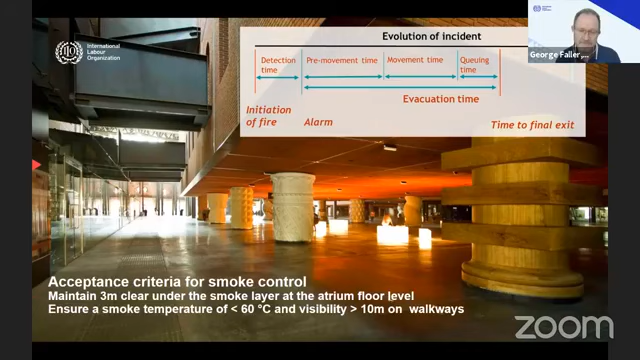 International
Labour
Organization
Evolution of incident
Detection
time
Pre-movement time
Movement time
Queuing
time
Evacuation time
Initiation
of fire
Alarm
Time to final exit
George Faller
Acceptance criteria for smoke control
Maintain 3m clear under the smoke layer at the atrium floor level
Ensure a smoke temperature of < 60 °C and visibility > 10m on walkways
zoom